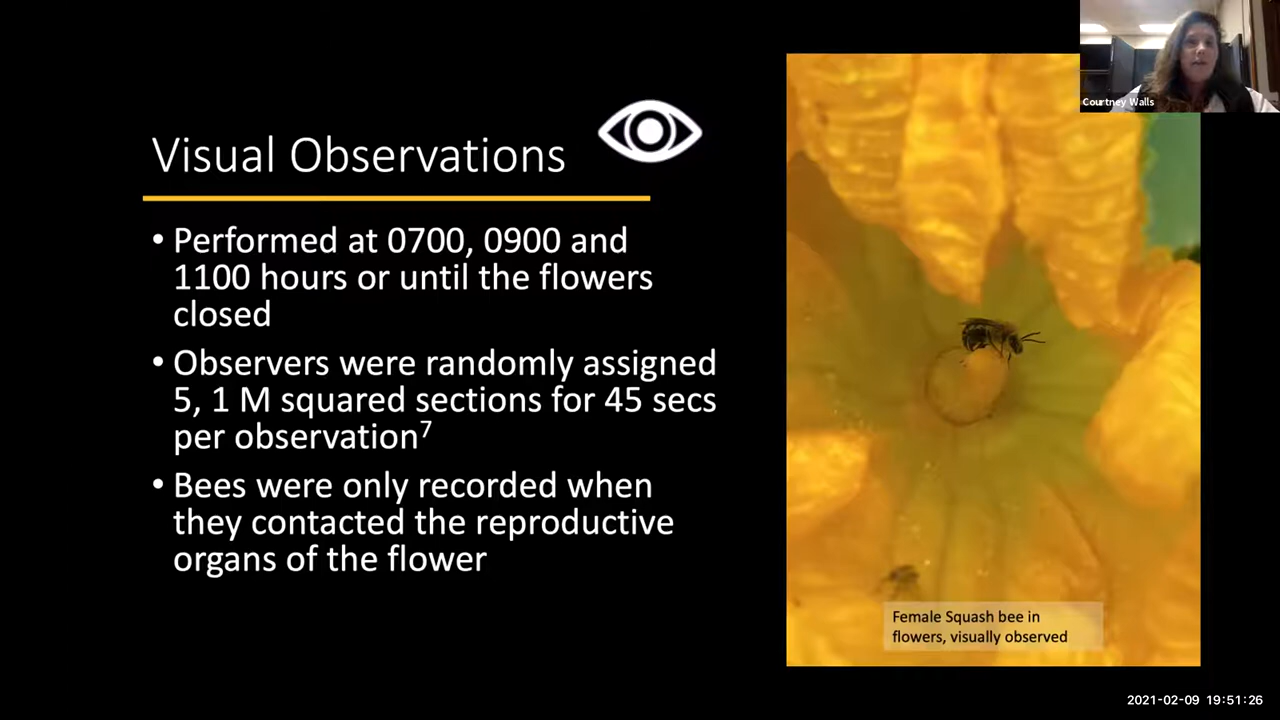 Courtney Walls
Visual Observations
• Performed at 0700, 0900 and
1100 hours or until the flowers
closed
• Observers were randomly assigned
5, 1 M squared sections for 45 secs
per observation⁷
• Bees were only recorded when
they contacted the reproductive
organs of the flower
Female Squash bee in
flowers, visually observed
2021-02-09 19:51:26